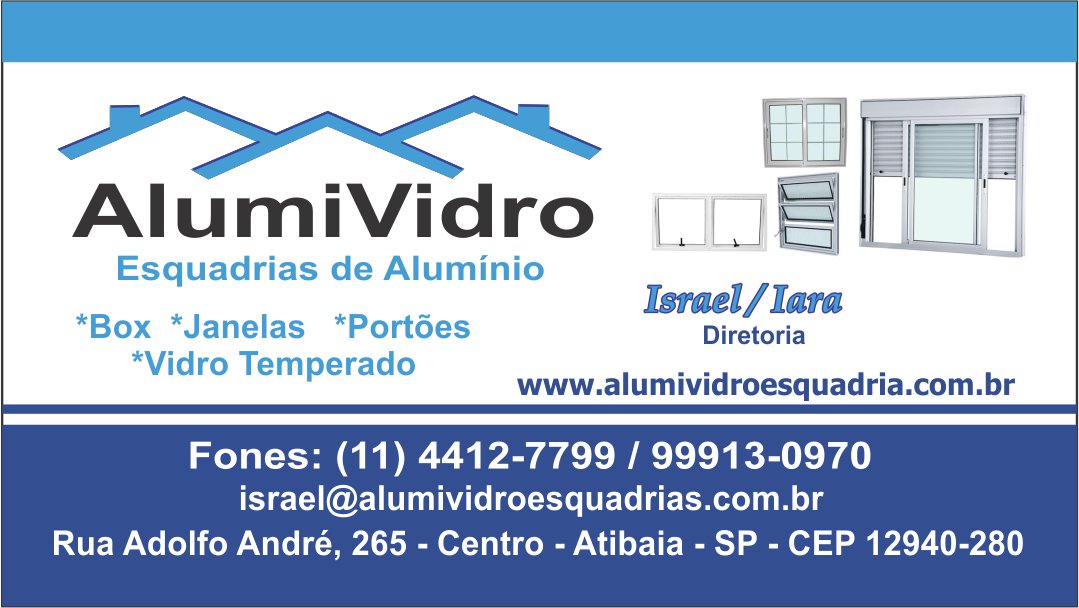 AlumiVidro
Esquadrias de Alumínio
*Box *Janelas *Portões
*Vidro Temperado
Israel / Iara
Diretoria
www.alumividroesquadria.com.br
Fones: (11) 4412-7799 / 99913-0970
israel@alumividroesquadrias.com.br
Rua Adolfo André, 265 - Centro - Atibaia - SP - CEP 12940-280